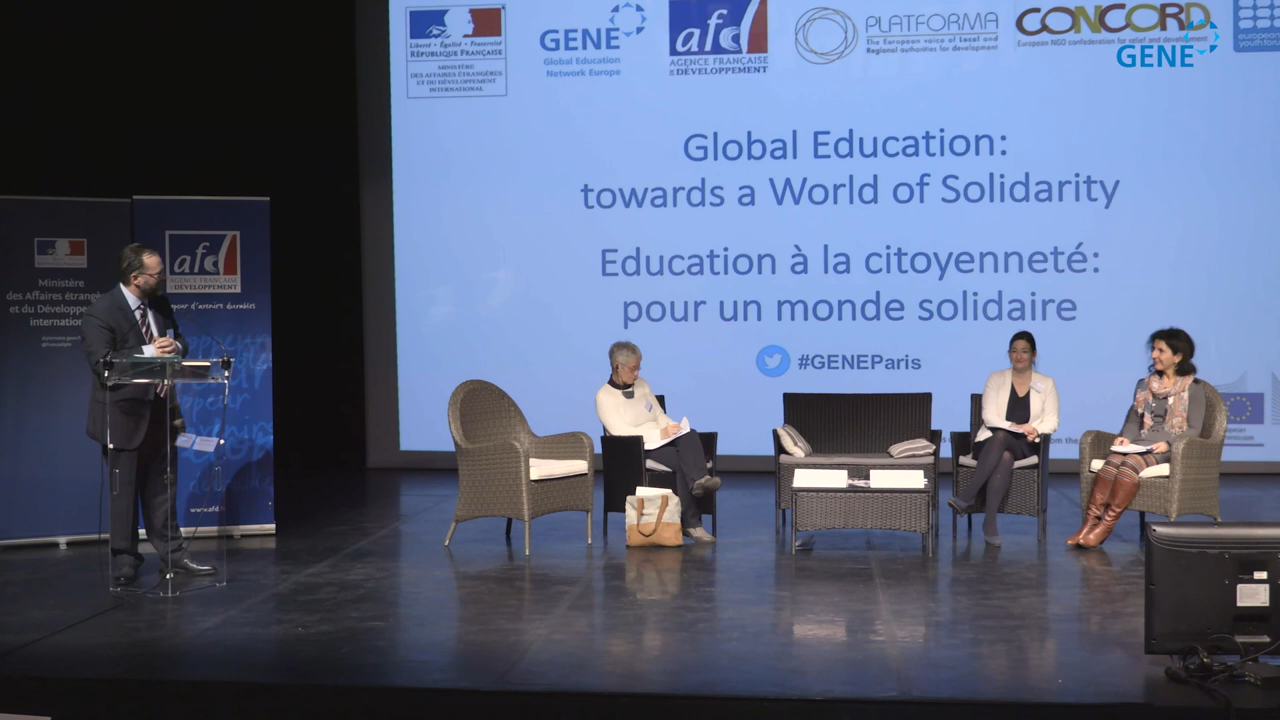 Liberté • Égalité • Fraternité
RÉPUBLIQUE FRANÇAISE
MINISTÈRE
DES AFFAIRES ÉTRANGÈRES
ET DU DÉVELOPPEMENT
INTERNATIONAL
GENE
Global Education
Network Europe
afd
AGENCE FRANÇAISE
DE DÉVELOPPEMENT
PLATFORMA
The European voice of Local and
Regional authorities for development
CONCORD
European NGO confederation for relief and development
GENE
european
Global Education:
towards a World of Solidarity
Education à la citoyenneté:
pour un monde solidaire
#GENEParis
Ministère
des Affaires étrang
et du Développe
internation
afd
AGENCE FRANÇAISE
DE DÉVELOPPEMENT
www.afd.f